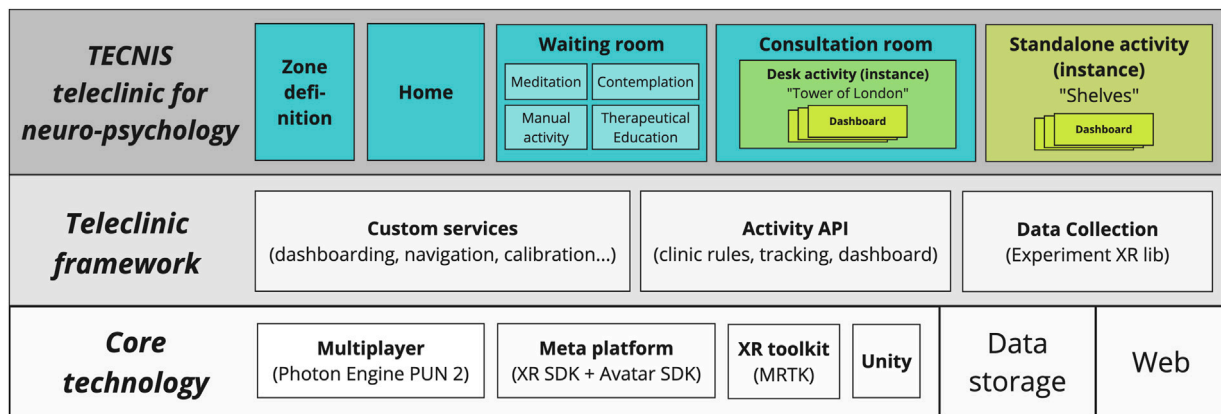 TECNIS
teleclinic for
neuro-psychology
Zone
defi-
nition
Home
Waiting room
Meditation
Contemplation
Manual
activity
Therapeutical
Education
Consultation room
Desk activity (instance)
"Tower of London"
Dashboard
Standalone activity
(instance)
"Shelves"
Dashboard
Teleclinic
framework
Custom services
(dashboarding, navigation, calibration...)
Activity API
(clinic rules, tracking, dashboard)
Data Collection
(Experiment XR lib)
Core
technology
Multiplayer
(Photon Engine PUN 2)
Meta platform
(XR SDK + Avatar SDK)
XR toolkit
(MRTK)
Unity
Data
storage
Web